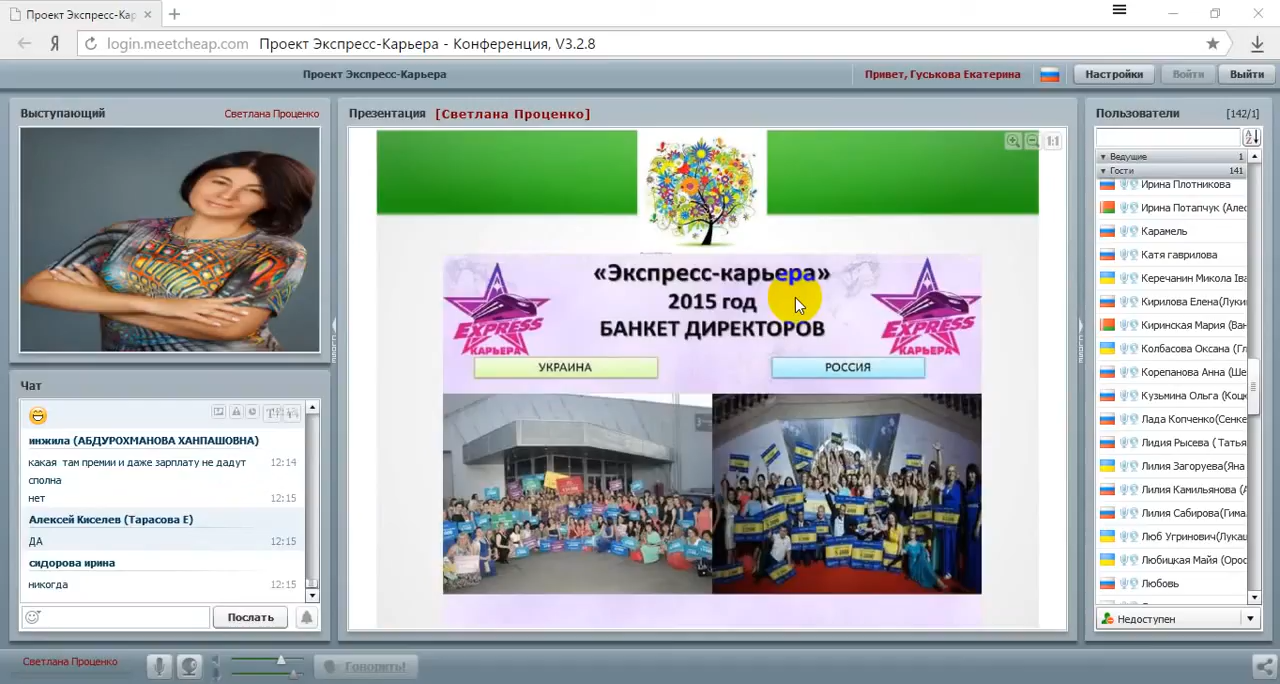 Проект Экспресс-Кар
login.meetcheap.com Проект Экспресс-Карьера - Конференция, V3.2.8
Проект Экспресс-Карьера
Привет, Гуськова Екатерина
Настройки
Войти
Выйти
Выступающий
Светлана Проценко
Презентация [Светлана Проценко]
1:1
«Экспресс-карьера»
2015 год
БАНКЕТ ДИРЕКТОРОВ
EXPRESS
КАРЬЕРА
EXPRESS
КАРЬЕРА
УКРАИНА
РОССИЯ
Чат
инжила (АБДУРОХМАНОВА ХАНПАШОВНА)
какая там премии и даже зарплату не дадут 12:14
сполна
нет 12:15
Алексей Киселев (Тарасова Е)
ДА 12:15
сидорова ирина
никогда 12:15
Послать
Пользователи [142/1]
Ведущие 1
Гости 141
Ирина Плотникова
Ирина Потапчук (Алес
Карамель
Катя гаврилова
Керечанин Микола Іва
Кирилова Елена(Луки
Киринская Мария (Ван
Колбасова Оксана (Гл
Корепанова Анна (Ше
Кузьмина Ольга (Коц
Лада Копченко(Сенке
Лидия Рысева ( Татья
Лилия Загоруева(Яна
Лилия Камильянова (А
Лилия Сабирова(Гима
Люб Угринович(Лука
Любицкая Майя (Орос
Любовь
Недоступен
Светлана Проценко
Говорить!